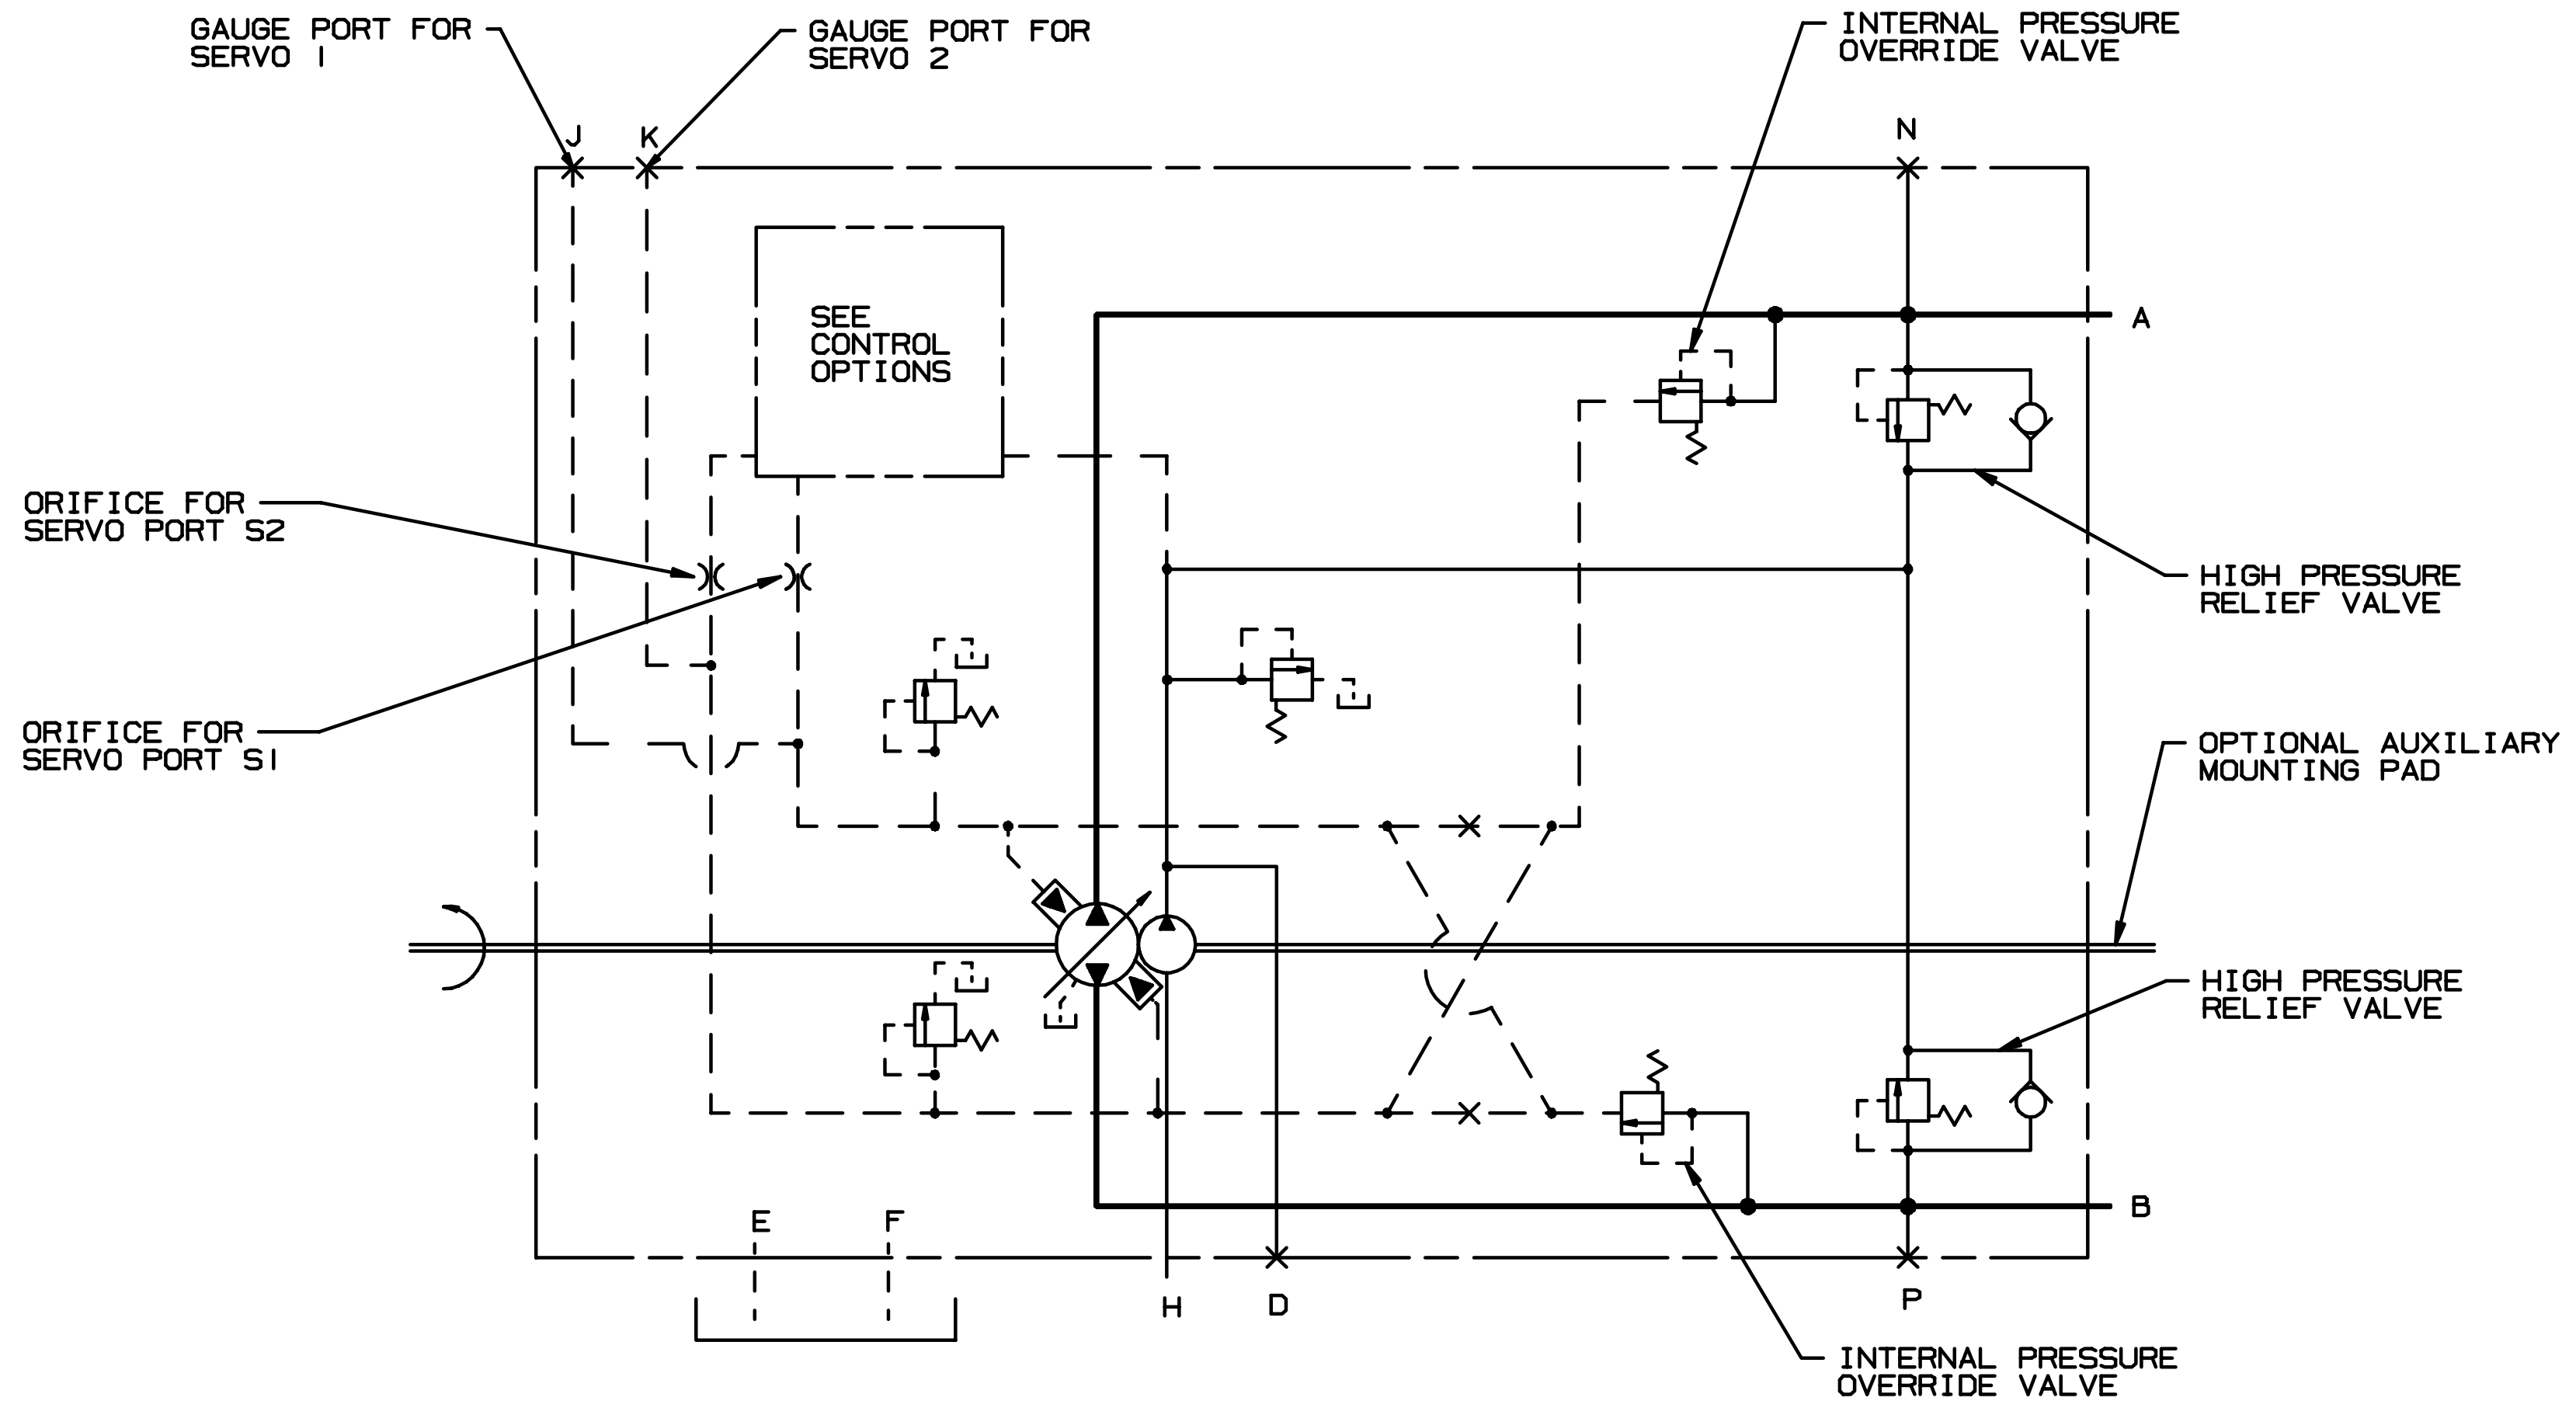 GAUGE PORT FOR
SERVO 1
GAUGE PORT FOR
SERVO 2
INTERNAL PRESSURE
OVERRIDE VALVE
J
K
N
SEE
CONTROL
OPTIONS
A
ORIFICE FOR
SERVO PORT S2
HIGH PRESSURE
RELIEF VALVE
ORIFICE FOR
SERVO PORT S1
OPTIONAL AUXILIARY
MOUNTING PAD
HIGH PRESSURE
RELIEF VALVE
E
F
B
H
D
P
INTERNAL PRESSURE
OVERRIDE VALVE